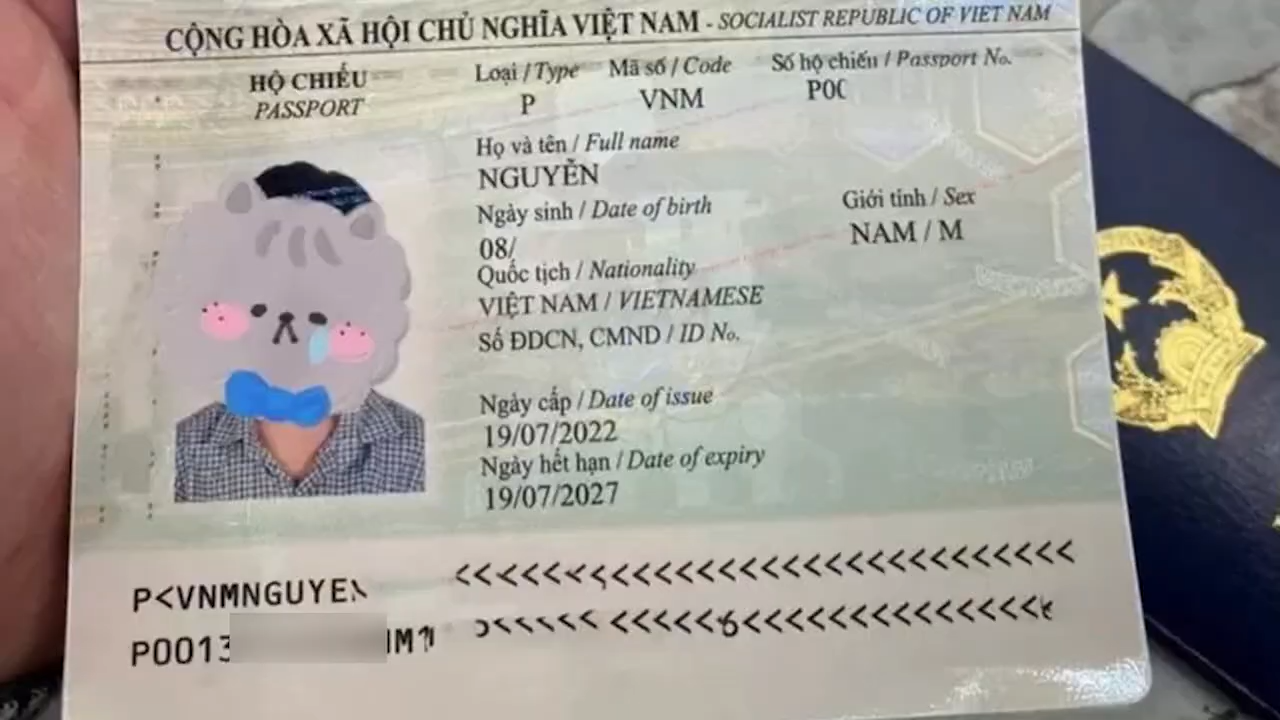 CỘNG HÒA XÃ HỘI CHỦ NGHĨA VIỆT NAM - SOCIALIST REPUBLIC OF VIET NAM
HỘ CHIẾU
PASSPORT
Loại / Type Mã số / Code Số hộ chiếu / Passport No.
P VNM P00
Họ và tên / Full name
NGUYỄN
Ngày sinh / Date of birth Giới tính / Sex
08/ NAM / M
Quốc tịch / Nationality
VIỆT NAM / VIETNAMESE
Số ĐDCN, CMND / ID No.
Ngày cấp / Date of issue
19/07/2022
Ngày hết hạn / Date of expiry
19/07/2027
P<VNMNGUYEN <<<<<<<<<<<<<<<<<<<<<<<<<<<<
P0013 M1 <<<<<< <<<<<6<<<<<<<<<<<<<<